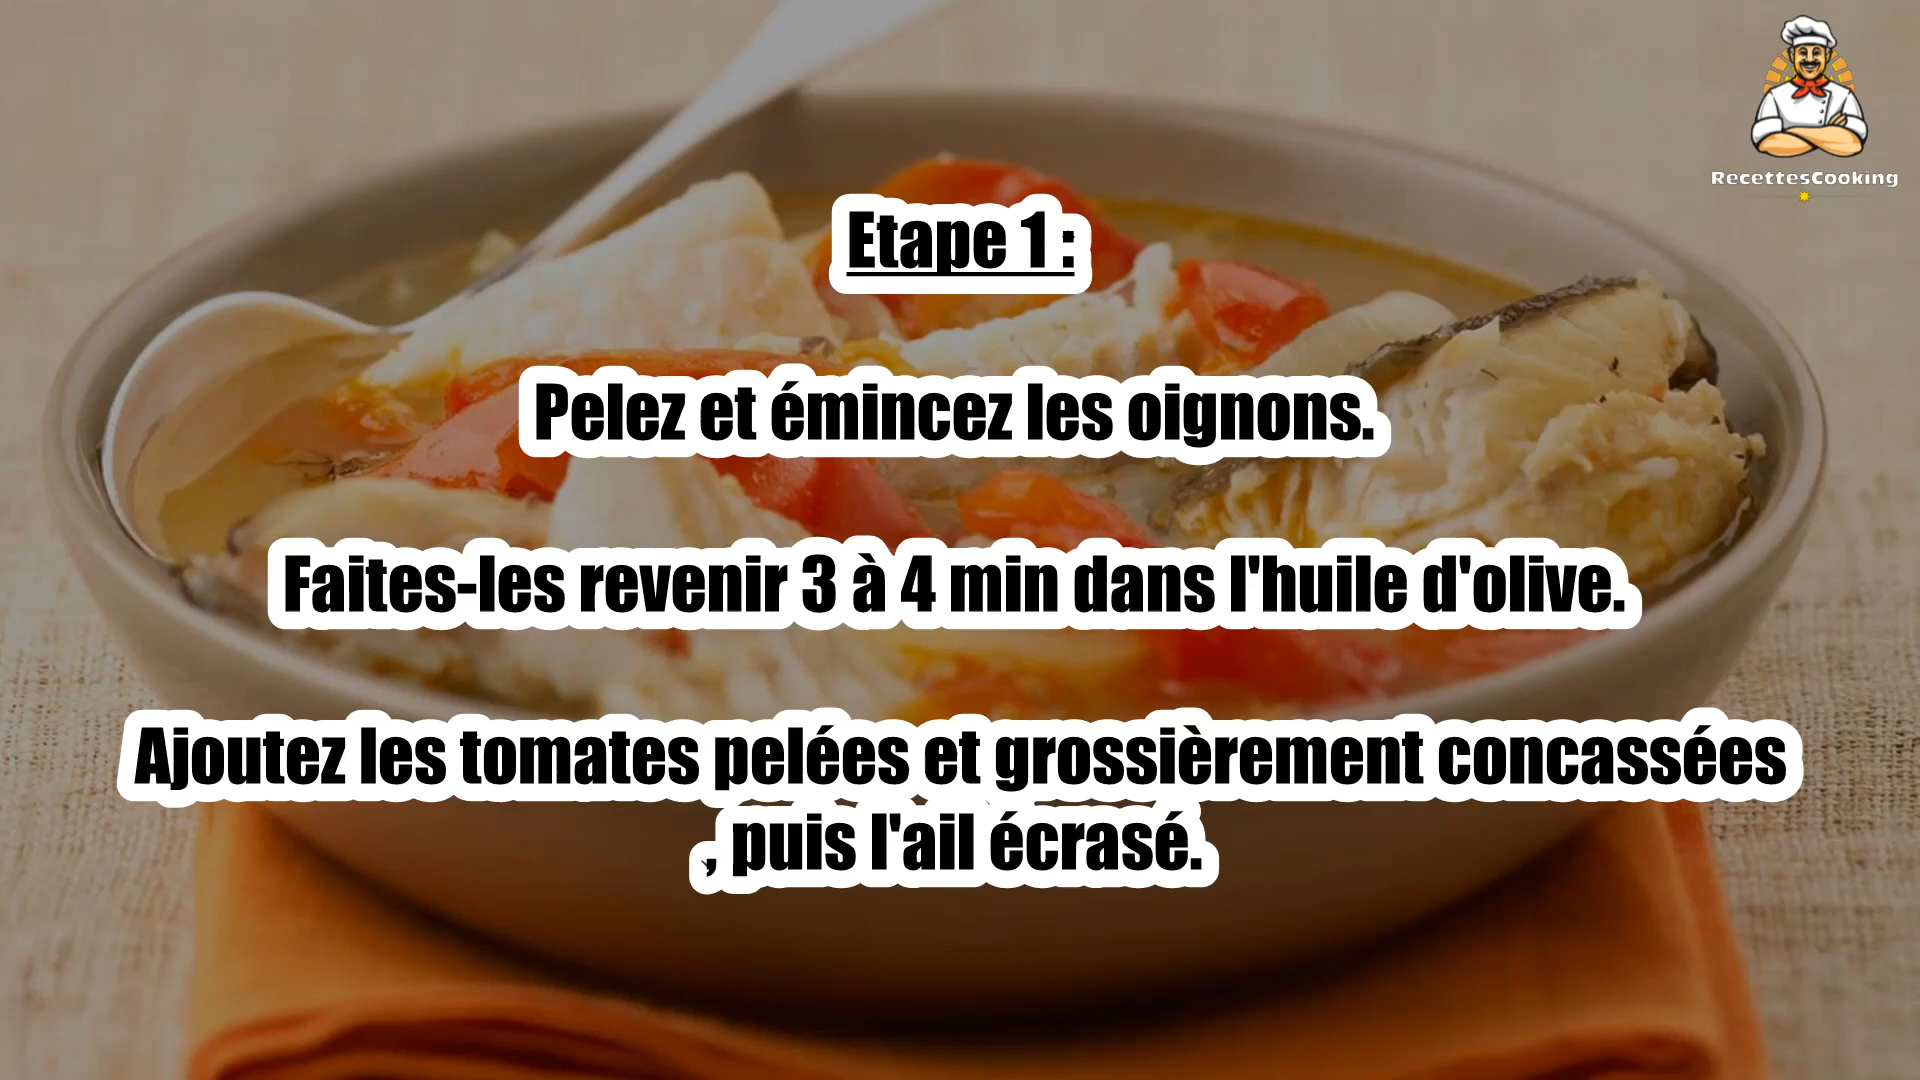 RecettesCooking
Etape 1 :
Pelez et émincez les oignons.
Faites-les revenir 3 à 4 min dans l'huile d'olive.
Ajoutez les tomates pelées et grossièrement concassées
, puis l'ail écrasé.